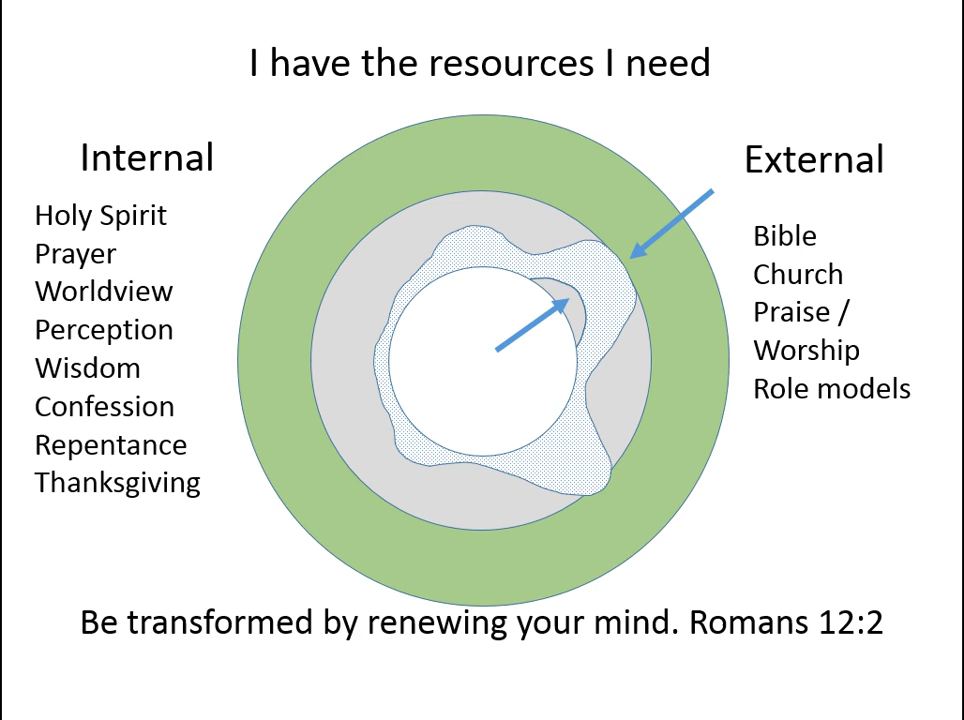 I have the resources I need
Internal
Holy Spirit
Prayer
Worldview
Perception
Wisdom
Confession
Repentance
Thanksgiving
External
Bible
Church
Praise /
Worship
Role models
Be transformed by renewing your mind. Romans 12:2